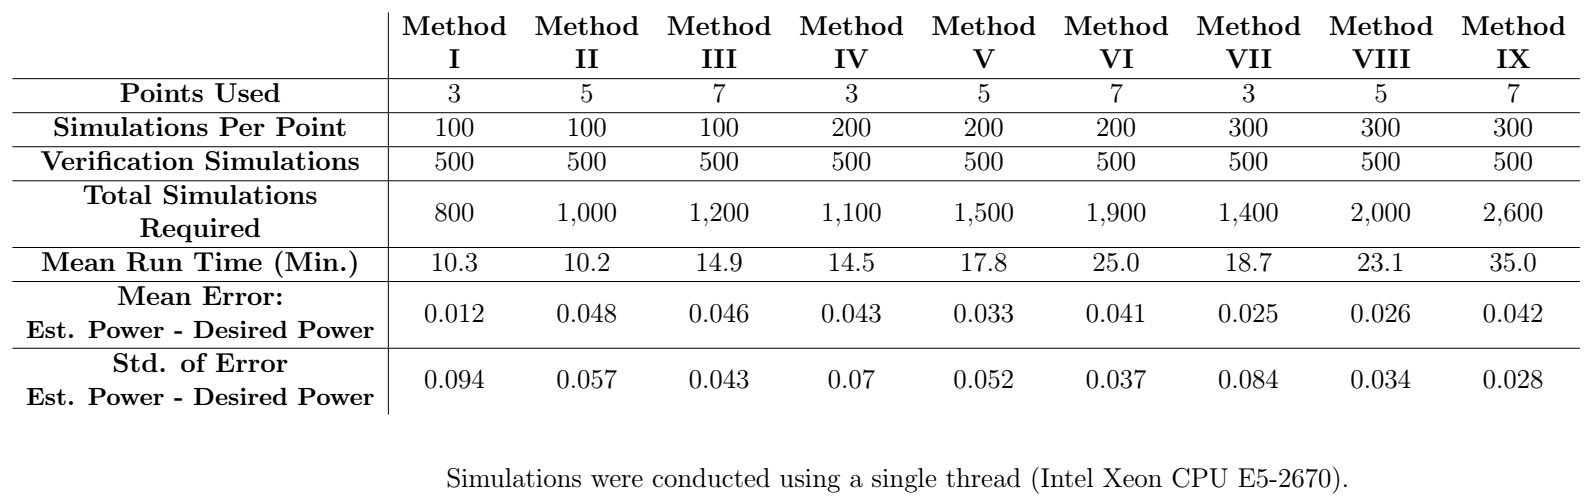 Method Method Method Method Method Method Method Method Method
I II III IV V VI VII VIII IX
Points Used 3 5 7 3 5 7 3 5 7
Simulations Per Point 100 100 100 200 200 200 300 300 300
Verification Simulations 500 500 500 500 500 500 500 500 500
Total Simulations
Required 800 1,000 1,200 1,100 1,500 1,900 1,400 2,000 2,600
Mean Run Time (Min.) 10.3 10.2 14.9 14.5 17.8 25.0 18.7 23.1 35.0
Mean Error:
Est. Power - Desired Power 0.012 0.048 0.046 0.043 0.033 0.041 0.025 0.026 0.042
Std. of Error
Est. Power - Desired Power 0.094 0.057 0.043 0.07 0.052 0.037 0.084 0.034 0.028
Simulations were conducted using a single thread (Intel Xeon CPU E5-2670).